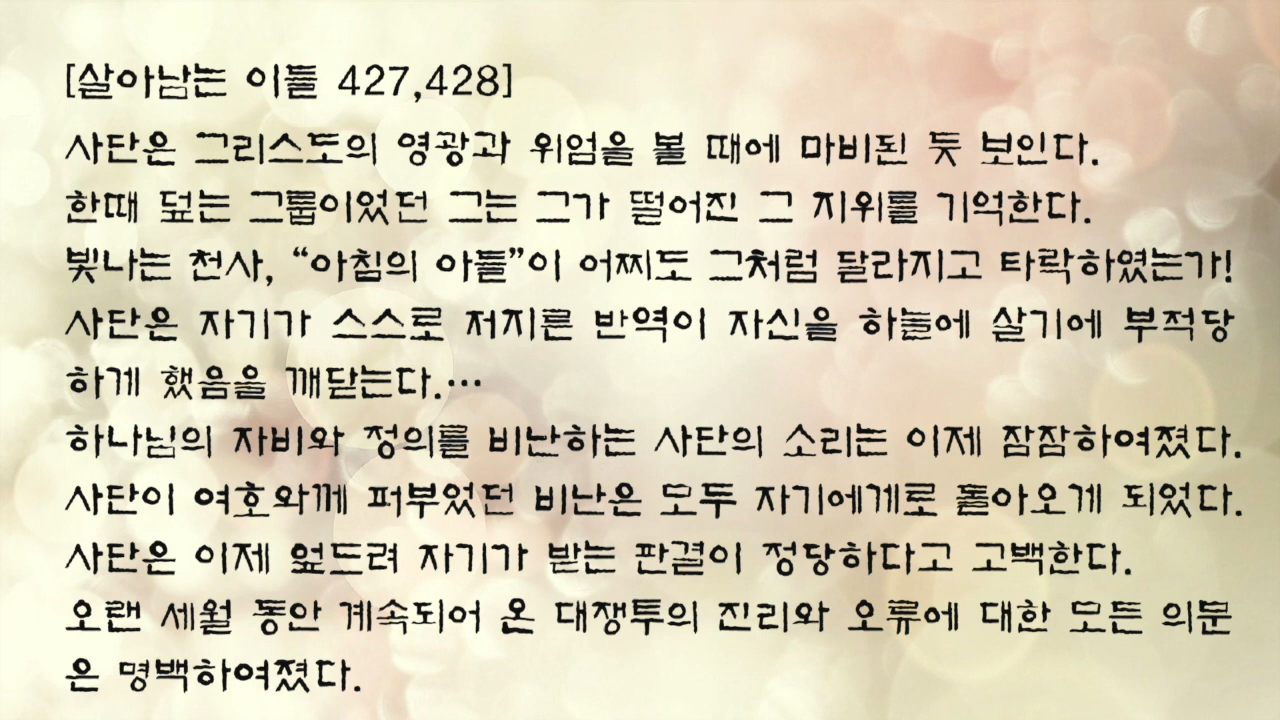 [살아남는 이들 427,428]
사단은 그리스도의 영광과 위엄을 볼 때에 마비된 듯 보인다.
한때 덮는 그룹이었던 그는 그가 떨어진 그 지위를 기억한다.
빛나는 천사, “아침의 아들”이 어찌도 그처럼 달라지고 타락하였는가!
사단은 자기가 스스로 저지른 반역이 자신을 하늘에 살기에 부적당
하게 했음을 깨닫는다.…
하나님의 자비와 정의를 비난하는 사단의 소리는 이제 잠잠하여졌다.
사단이 여호와께 퍼부었던 비난은 모두 자기에게로 돌아오게 되었다.
사단은 이제 엎드려 자기가 받는 판결이 정당하다고 고백한다.
오랜 세월 동안 계속되어 온 대쟁투의 진리와 오류에 대한 모든 의문
은 명백하여졌다.